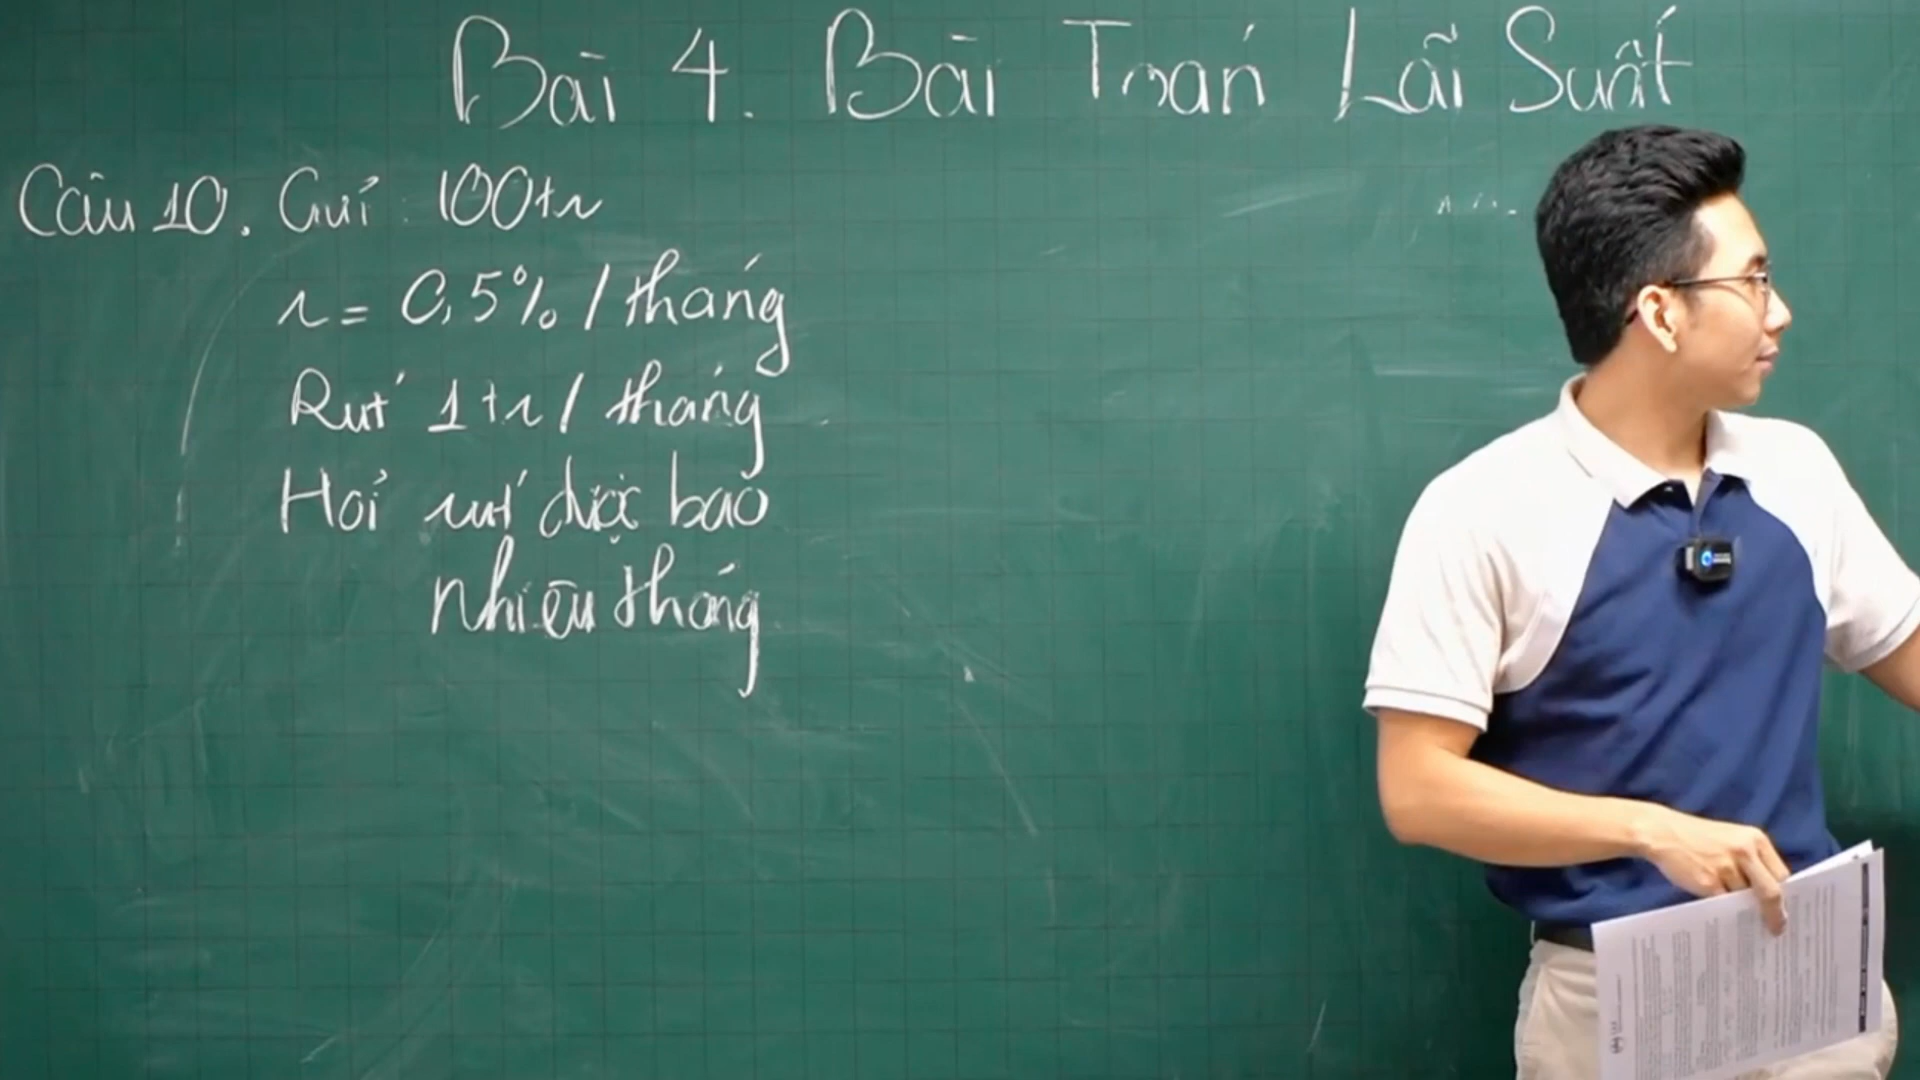 Bài 4. Bài Toán Lãi Suất
Câu 10. Gửi: 100tr
r = 0,5% / tháng
Rút 1tr / tháng
Hỏi rút được bao
nhiêu tháng